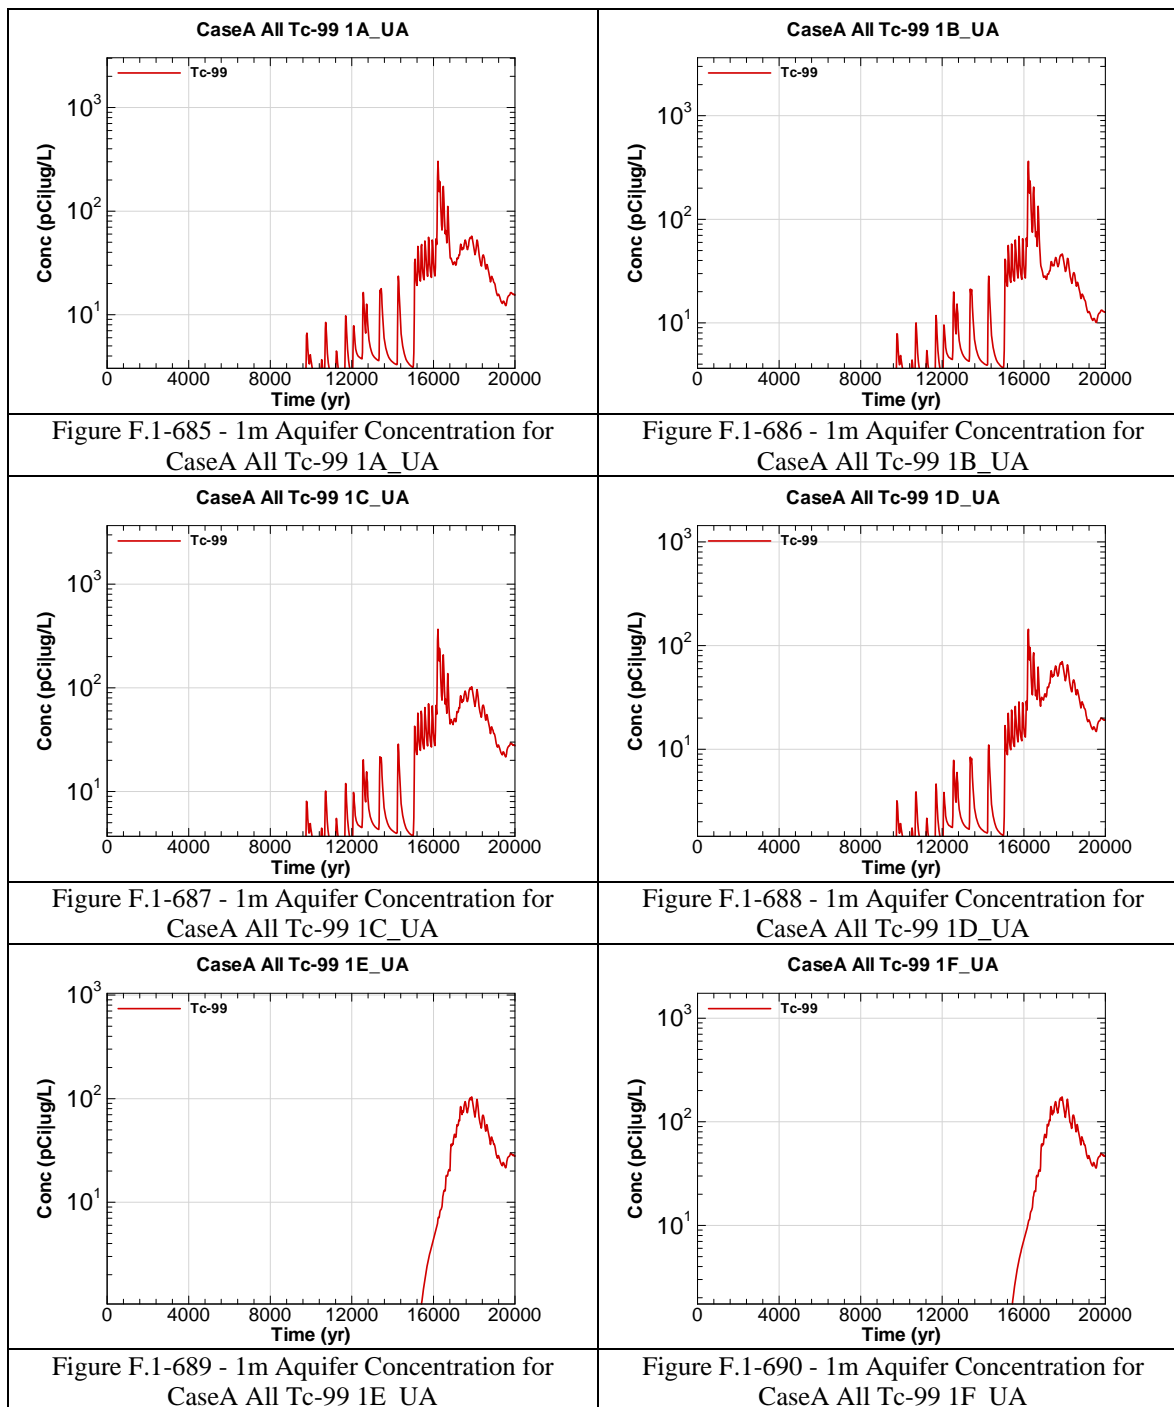 CaseA All Tc-99 1A_UA
Tc-99
10³
10²
10¹
Conc (pCi|ug/L)
0 4000 8000 12000 16000 20000
Time (yr)
Figure F.1-685 - 1m Aquifer Concentration for
CaseA All Tc-99 1A_UA
CaseA All Tc-99 1B_UA
Tc-99
10³
10²
10¹
Conc (pCi|ug/L)
0 4000 8000 12000 16000 20000
Time (yr)
Figure F.1-686 - 1m Aquifer Concentration for
CaseA All Tc-99 1B_UA
CaseA All Tc-99 1C_UA
Tc-99
10³
10²
10¹
Conc (pCi|ug/L)
0 4000 8000 12000 16000 20000
Time (yr)
Figure F.1-687 - 1m Aquifer Concentration for
CaseA All Tc-99 1C_UA
CaseA All Tc-99 1D_UA
Tc-99
10³
10²
10¹
Conc (pCi|ug/L)
0 4000 8000 12000 16000 20000
Time (yr)
Figure F.1-688 - 1m Aquifer Concentration for
CaseA All Tc-99 1D_UA
CaseA All Tc-99 1E_UA
Tc-99
10³
10²
10¹
Conc (pCi|ug/L)
0 4000 8000 12000 16000 20000
Time (yr)
Figure F.1-689 - 1m Aquifer Concentration for
CaseA All Tc-99 1E_UA
CaseA All Tc-99 1F_UA
Tc-99
10³
10²
10¹
Conc (pCi|ug/L)
0 4000 8000 12000 16000 20000
Time (yr)
Figure F.1-690 - 1m Aquifer Concentration for
CaseA All Tc-99 1F_UA